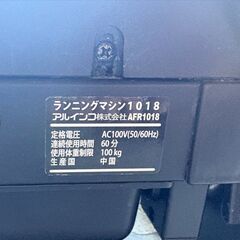 ランニングマシン1018
アルインコ株式会社 AFR1018
定格電圧 AC100V(50/60Hz)
連続使用時間 60分
使用体重制限 100kg
生産国 中国